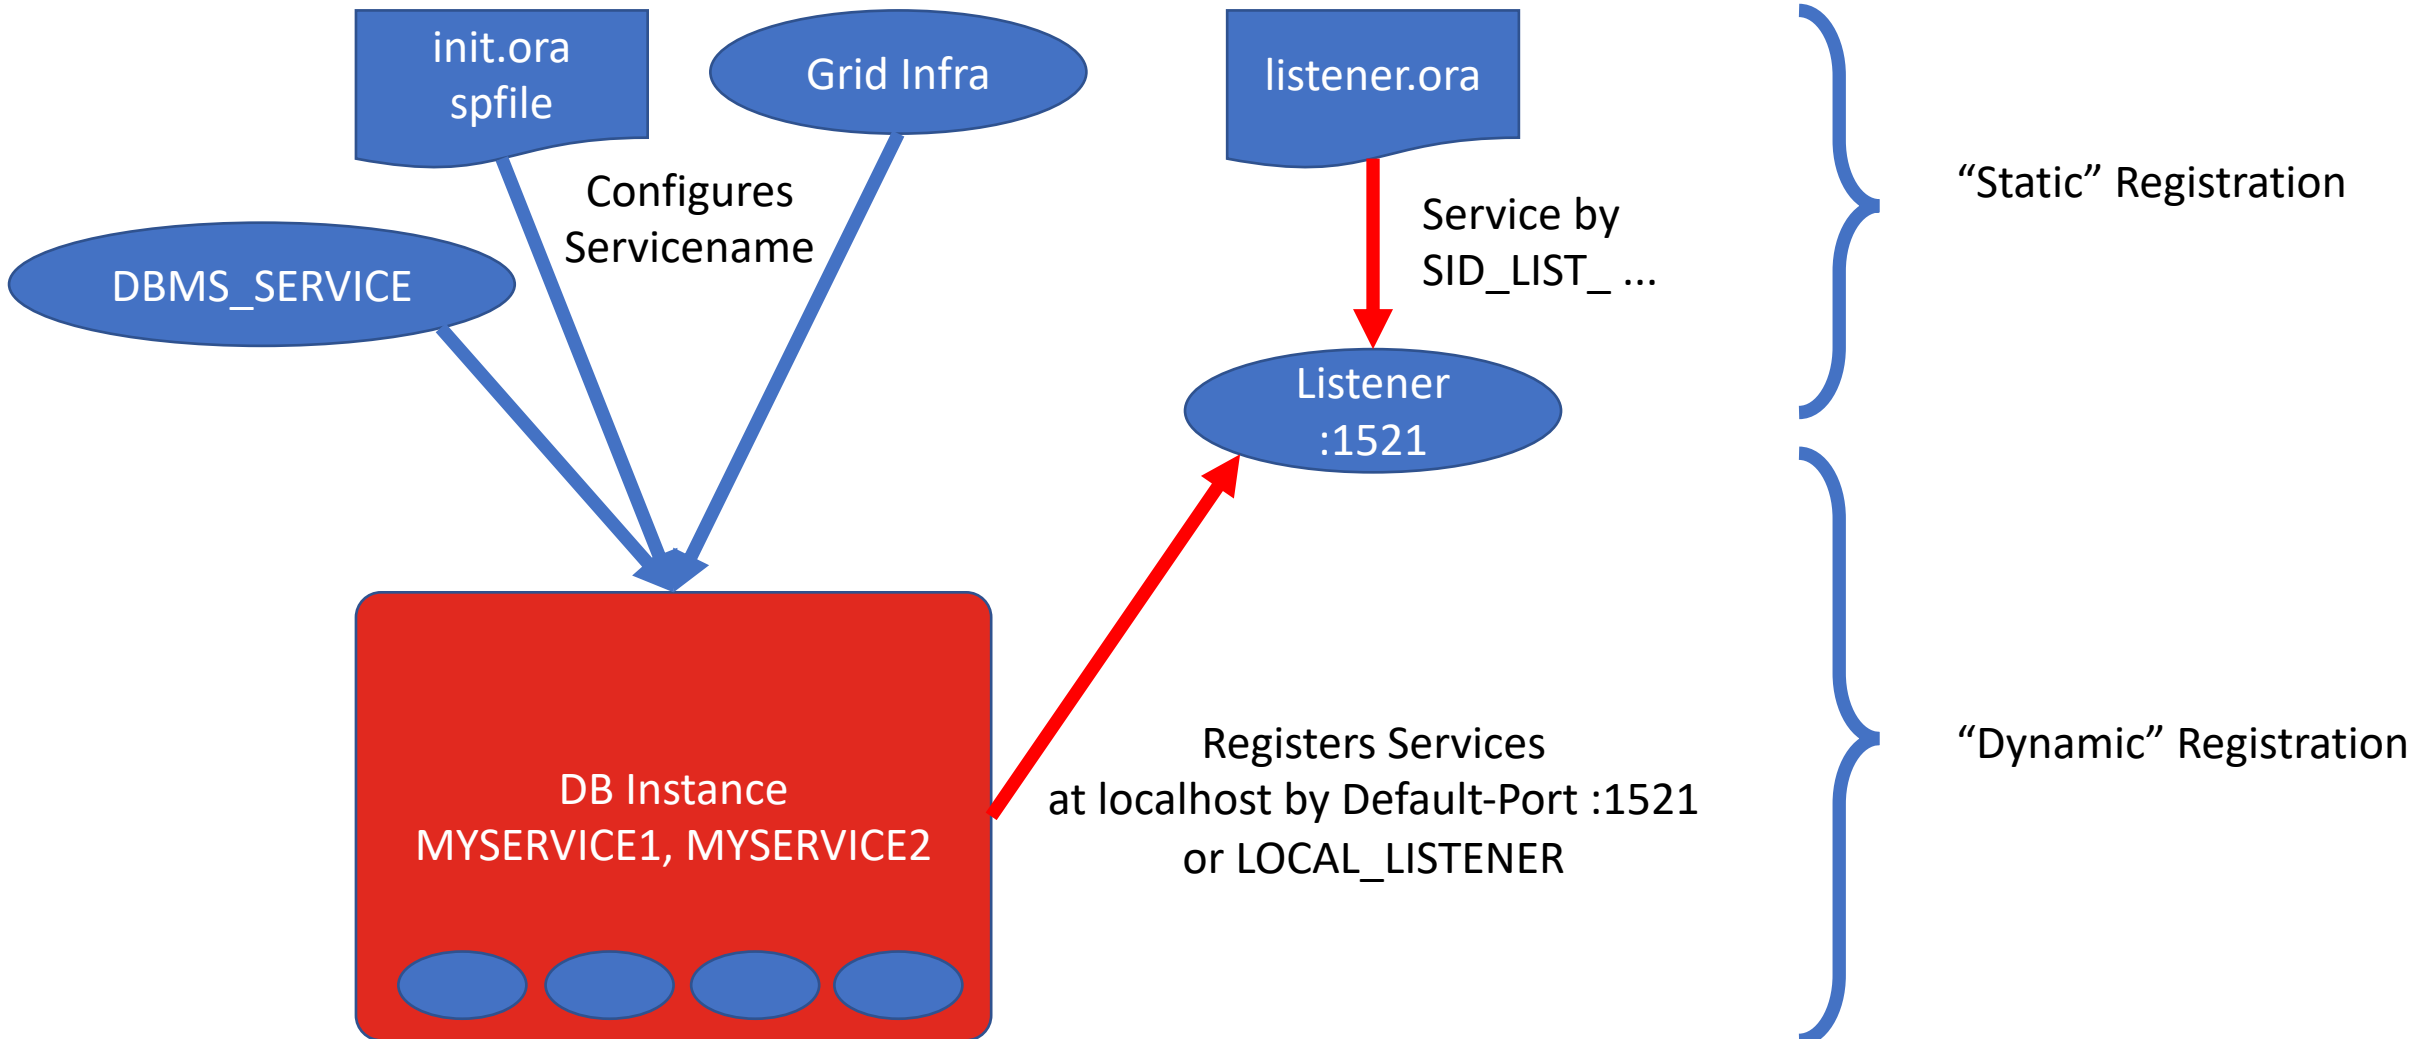 init.ora
spfile
Grid Infra
listener.ora
Configures
Servicename
DBMS_SERVICE
Service by
SID_LIST_ ...
“Static” Registration
Listener
:1521
DB Instance
MYSERVICE1, MYSERVICE2
Registers Services
at localhost by Default-Port :1521
or LOCAL_LISTENER
“Dynamic” Registration